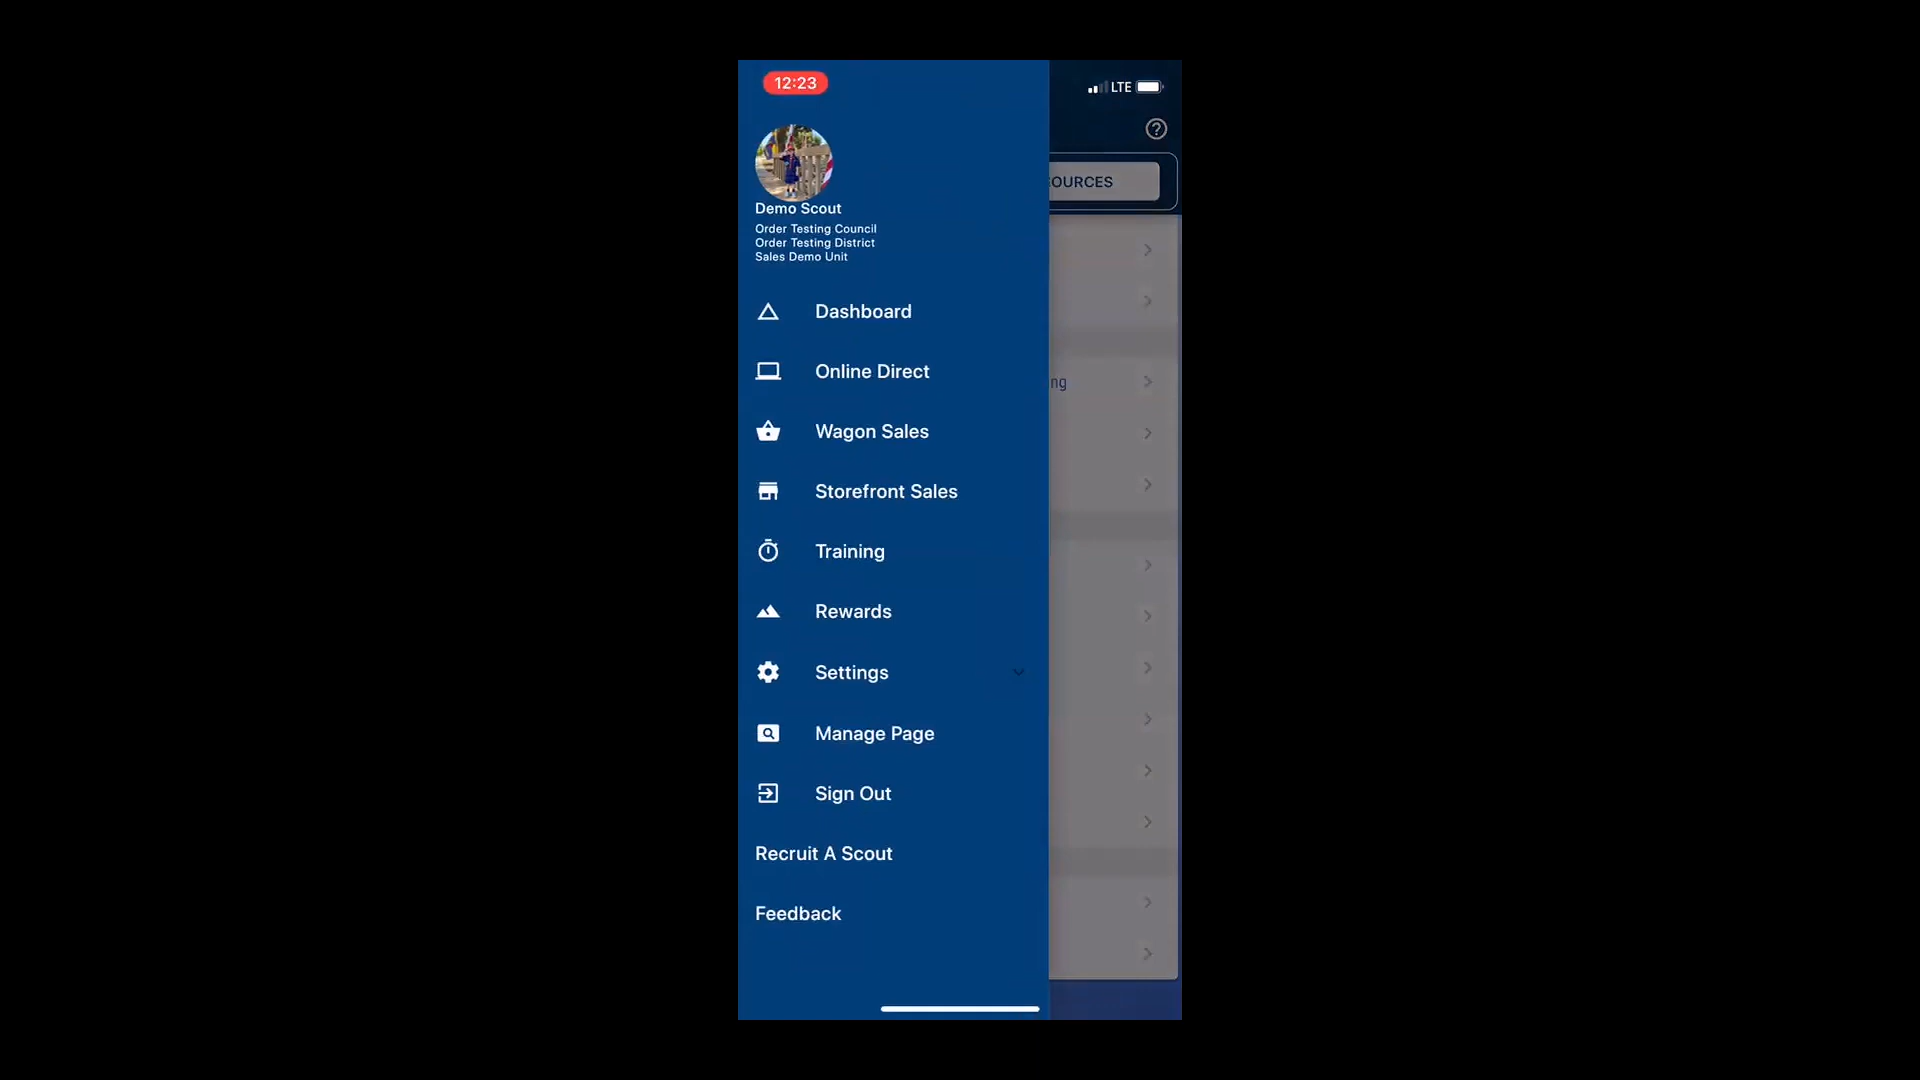 12:23
LTE
OURCES
Demo Scout
Order Testing Council
Order Testing District
Sales Demo Unit
Dashboard
Online Direct
ng
Wagon Sales
Storefront Sales
Training
Rewards
Settings
Manage Page
Sign Out
Recruit A Scout
Feedback